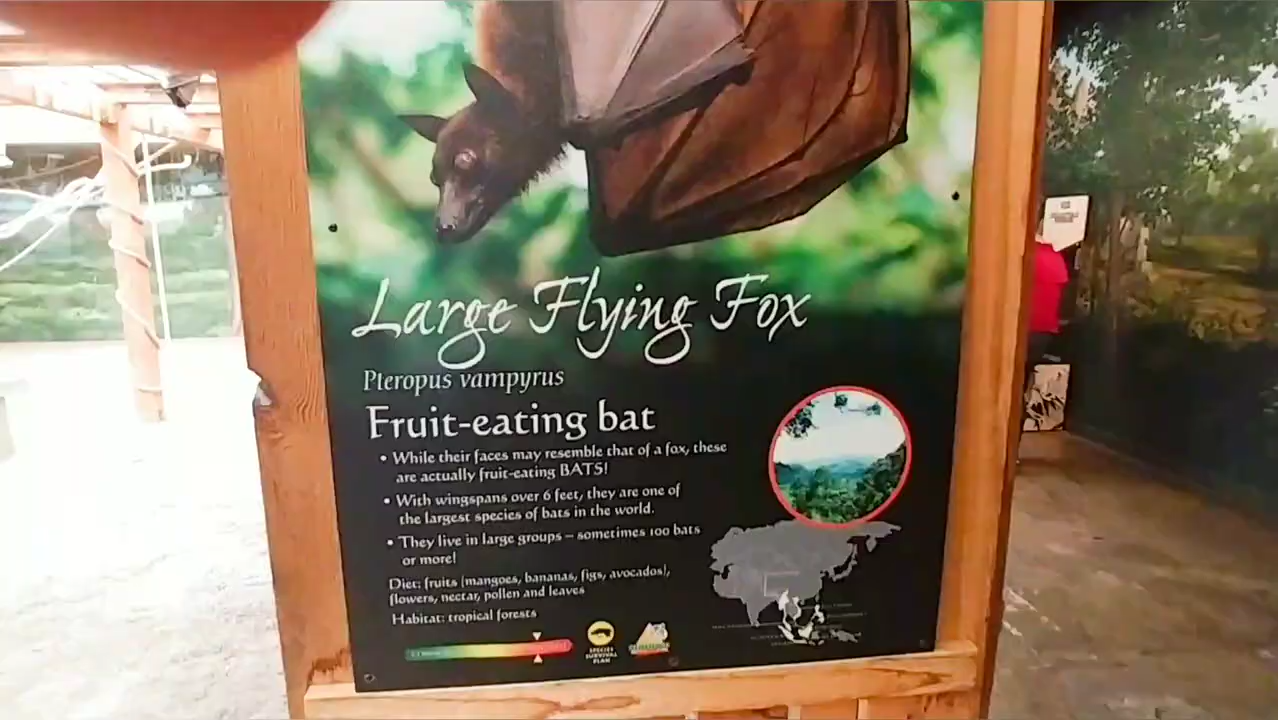 Large Flying Fox
Pteropus vampyrus
Fruit-eating bat
• While their faces may resemble that of a fox, these
are actually fruit-eating BATS!
• With wingspans over 6 feet, they are one of
the largest species of bats in the world.
• They live in large groups – sometimes 100 bats
or more!
Diet: fruits (mangoes, bananas, figs, avocados),
flowers, nectar, pollen and leaves
Habitat: tropical forests
SPECIES
SURVIVAL
PLAN